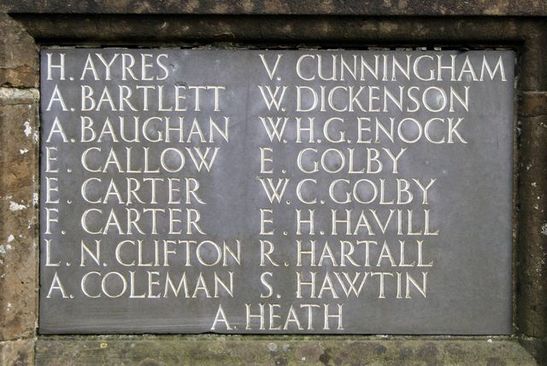 H. AYRES
A. BARTLETT
A. BAUGHAN
E. CALLOW
E. CARTER
F. CARTER
L. N. CLIFTON
A. COLEMAN
V. CUNNINGHAM
W. DICKENSON
W. H. G. ENOCK
E. GOLBY
W. C. GOLBY
E. H. HAVILL
R. HARTALL
S. HAWTIN
A. HEATH